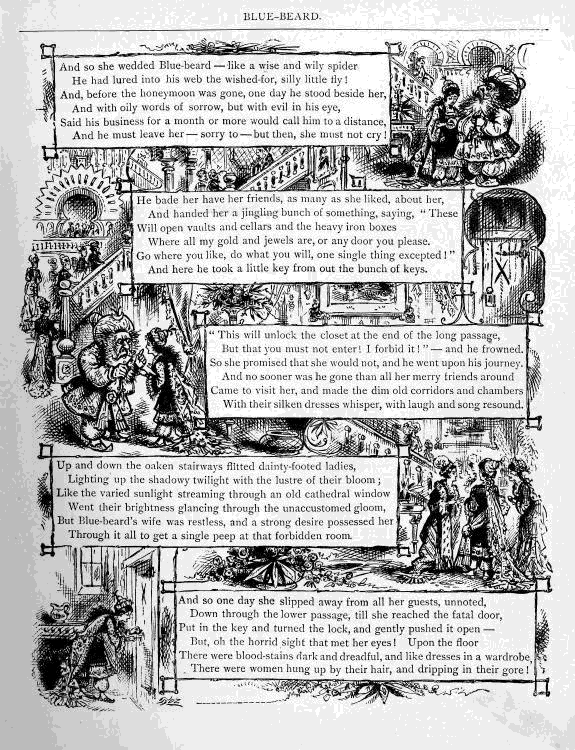 BLUE-BEARD.
And so she wedded Blue-beard — like a wise and wily spider
He had lured into his web the wished-for, silly little fly!
And, before the honeymoon was gone, one day he stood beside her,
And with oily words of sorrow, but with evil in his eye,
Said his business for a month or more would call him to a distance,
And he must leave her — sorry to — but then, she must not cry!
He bade her have her friends, as many as she liked, about her,
And handed her a jingling bunch of something, saying, "These
Will open vaults and cellars and the heavy iron boxes
Where all my gold and jewels are, or any door you please.
Go where you like, do what you will, one single thing excepted!"
And here he took a little key from out the bunch of keys.
"This will unlock the closet at the end of the long passage,
But that you must not enter! I forbid it!" — and he frowned.
So she promised that she would not, and he went upon his journey.
And no sooner was he gone than all her merry friends around
Came to visit her, and made the dim old corridors and chambers
With their silken dresses whisper, with laugh and song resound.
Up and down the oaken stairways flitted dainty-footed ladies,
Lighting up the shadowy twilight with the lustre of their bloom;
Like the varied sunlight streaming through an old cathedral window
Went their brightness glancing through the unaccustomed gloom,
But Blue-beard's wife was restless, and a strong desire possessed her
Through it all to get a single peep at that forbidden room.
And so one day she slipped away from all her guests, unnoted,
Down through the lower passage, till she reached the fatal door,
Put in the key and turned the lock, and gently pushed it open —
But, oh the horrid sight that met her eyes! Upon the floor
There were blood-stains dark and dreadful, and like dresses in a wardrobe,
There were women hung up by their hair, and dripping in their gore!